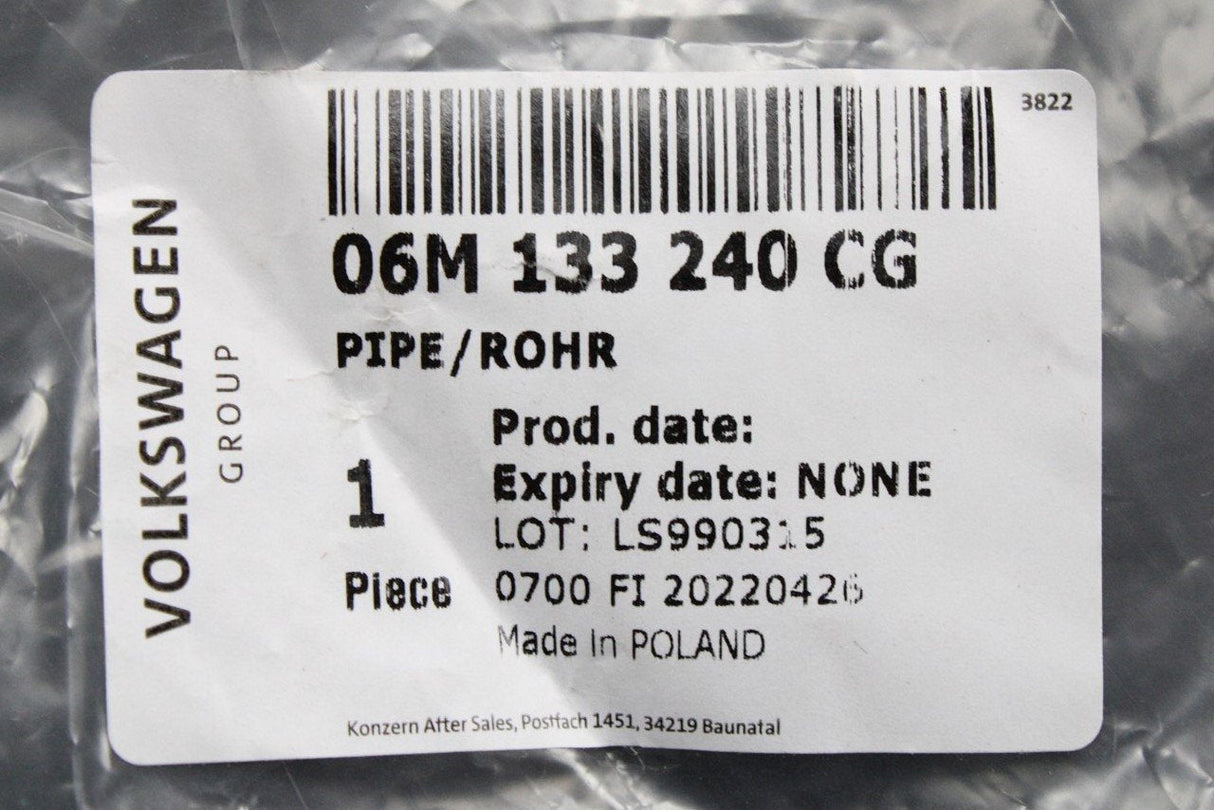 3822
VOLKSWAGEN
GROUP
06M 133 240 CG
PIPE/ROHR
Prod. date:
Expiry date: NONE
1
LOT: LS990315
Piece
0700 FI 20220426
Made In POLAND
Konzern After Sales, Postfach 1451, 34219 Baunatal